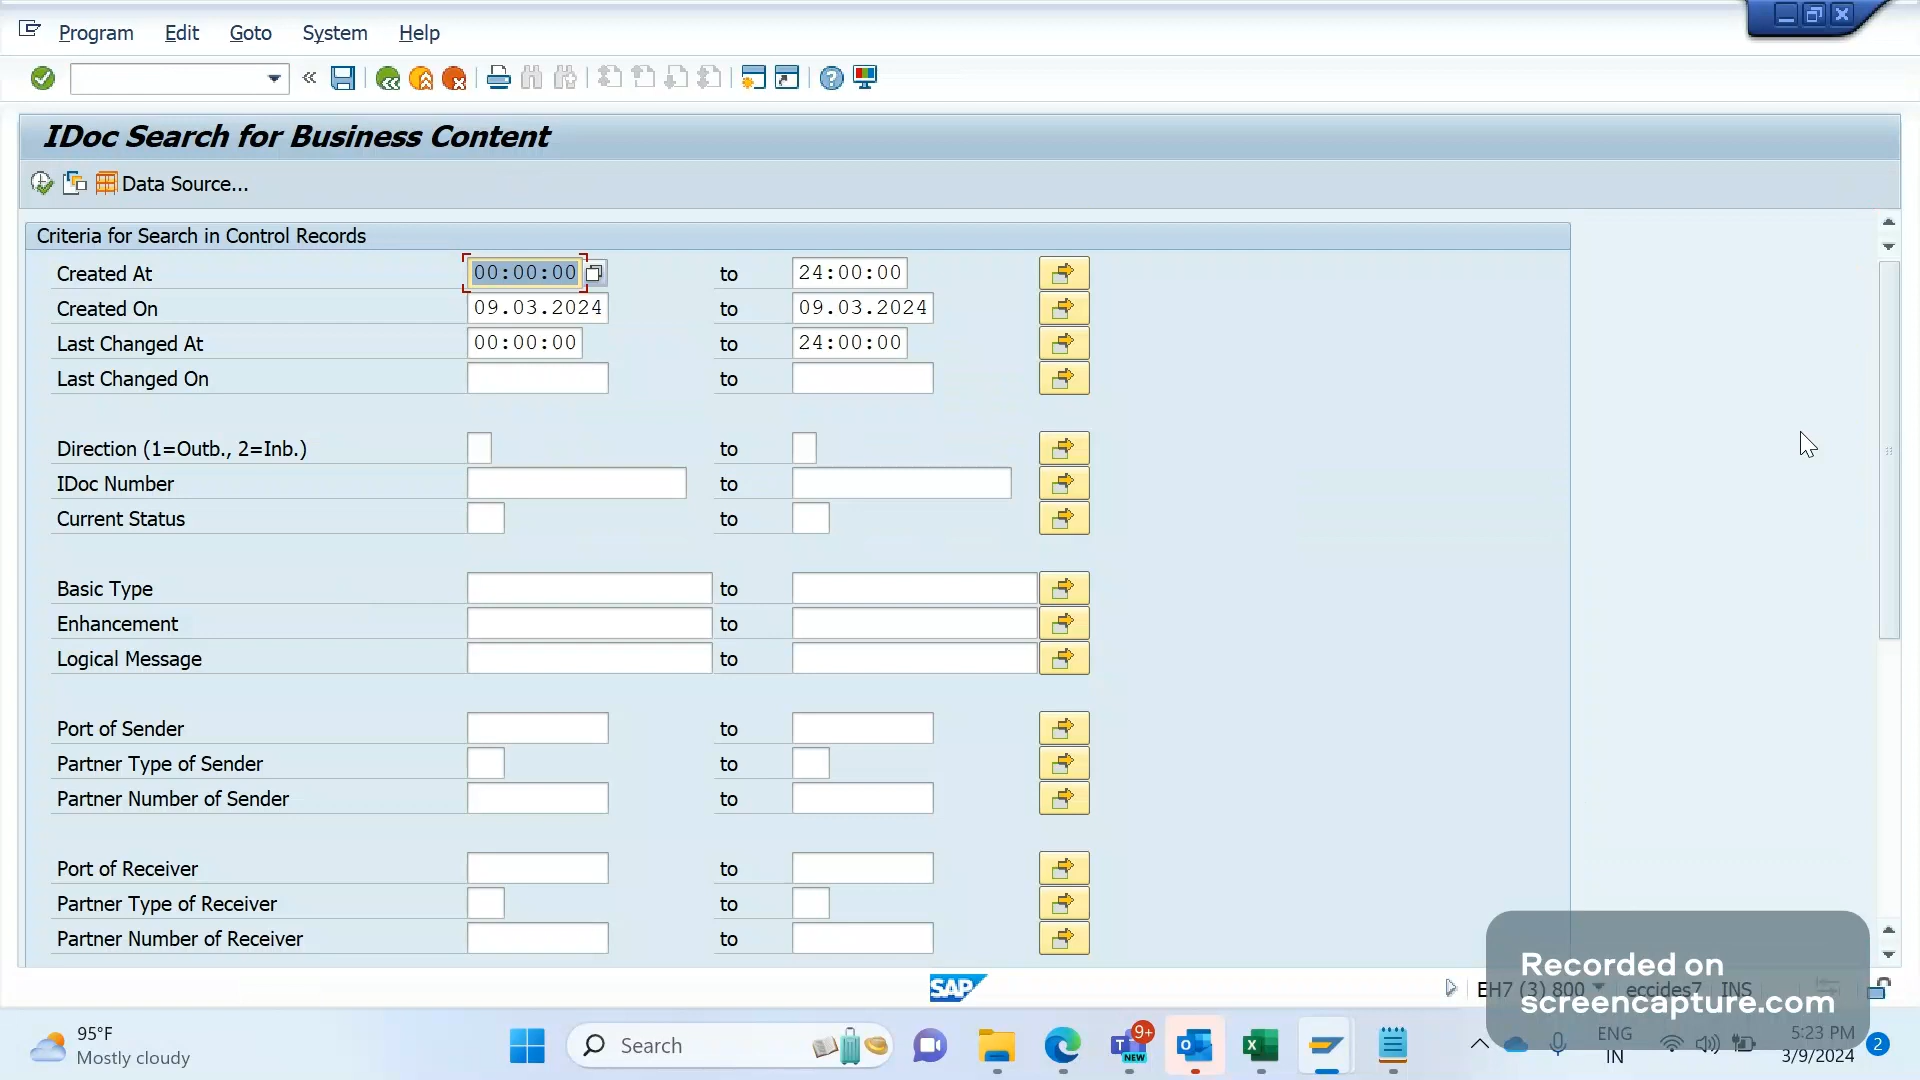 Program Edit Goto System Help
IDoc Search for Business Content
Data Source...
Criteria for Search in Control Records
Created At 00:00:00 to 24:00:00
Created On 09.03.2024 to 09.03.2024
Last Changed At 00:00:00 to 24:00:00
Last Changed On to
Direction (1=Outb., 2=Inb.) to
IDoc Number to
Current Status to
Basic Type to
Enhancement to
Logical Message to
Port of Sender to
Partner Type of Sender to
Partner Number of Sender to
Port of Receiver to
Partner Type of Receiver to
Partner Number of Receiver to
Recorded on
screencapture.com
SAP EH7 (3) 800 eccides7 INS
95°F
Mostly cloudy
Search
9+
NEW
ENG
IN
5:23 PM
3/9/2024
2